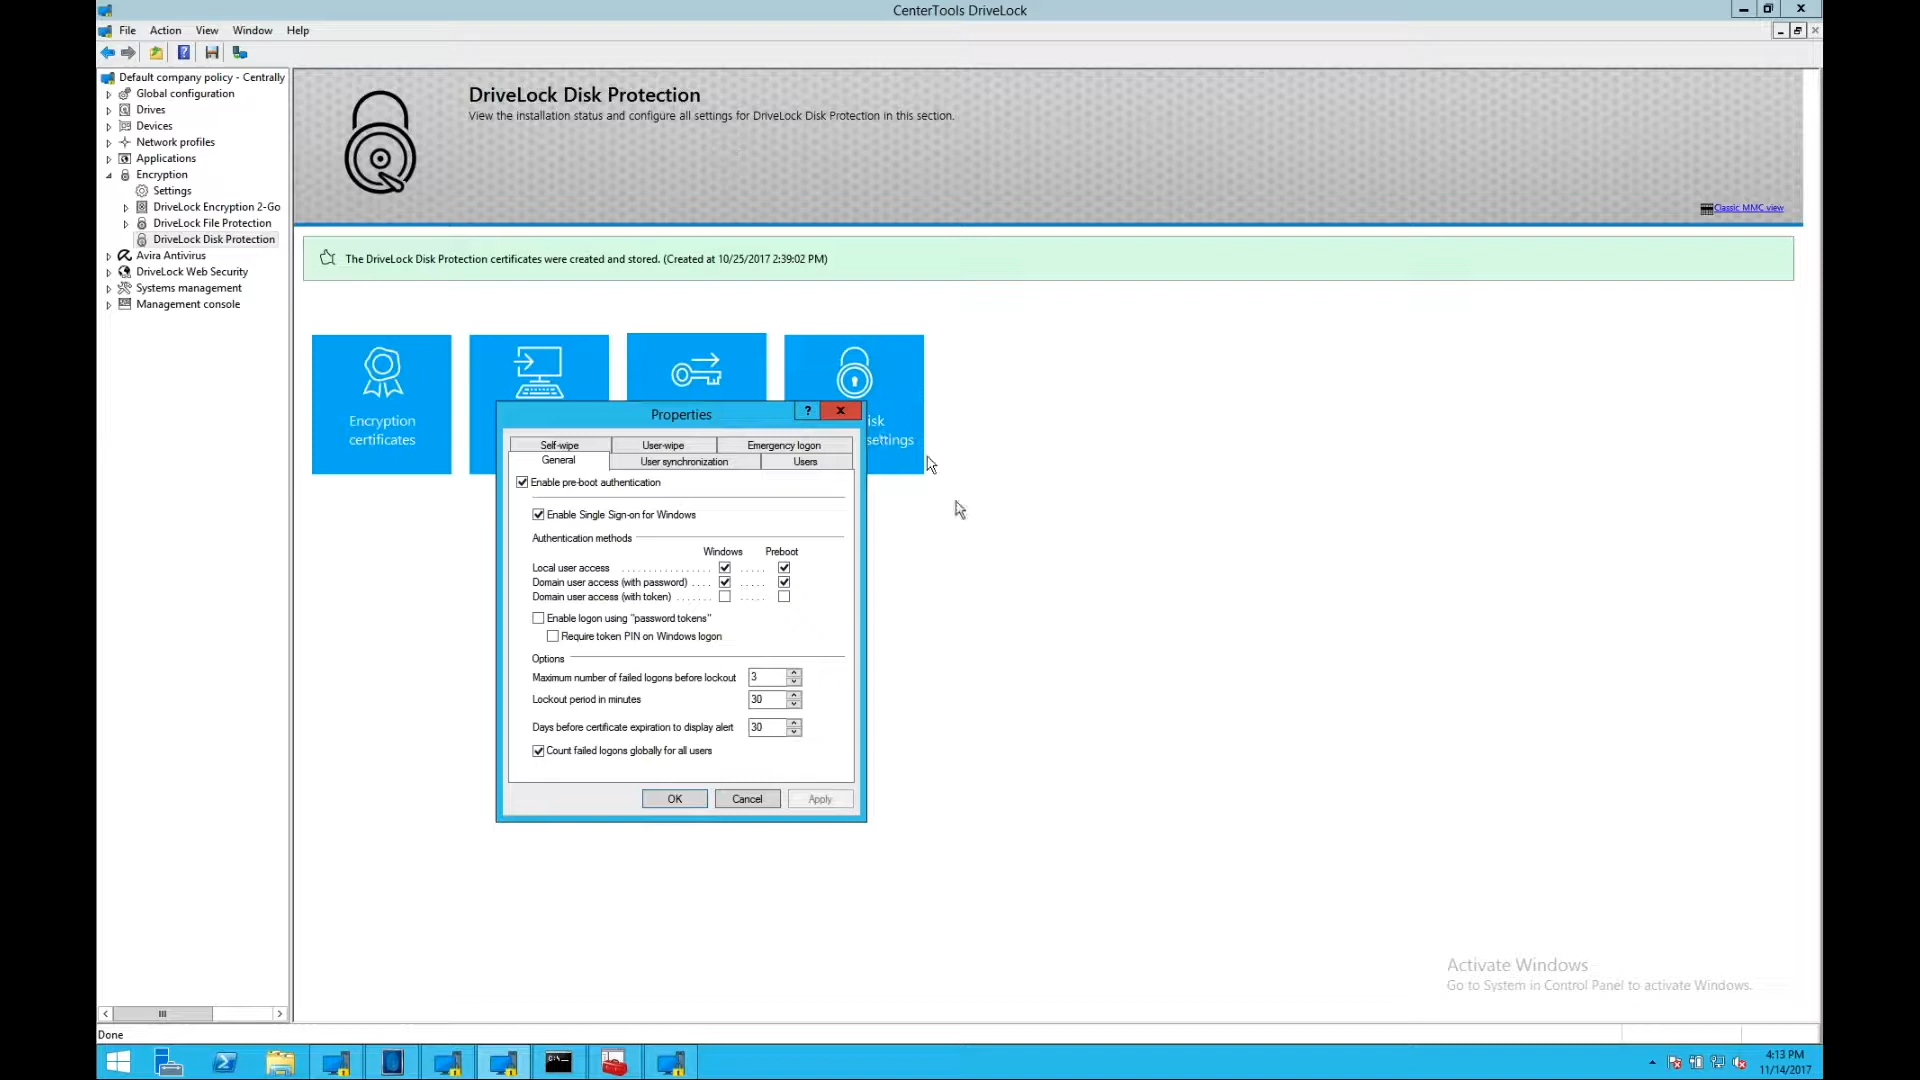 CenterTools DriveLock
File Action View Window Help
Default company policy - Centrally
Global configuration
Drives
Devices
Network profiles
Applications
Encryption
Settings
DriveLock Encryption 2-Go
DriveLock File Protection
DriveLock Disk Protection
Avira Antivirus
DriveLock Web Security
Systems management
Management console
DriveLock Disk Protection
View the installation status and configure all settings for DriveLock Disk Protection in this section.
Classic MMC view
The DriveLock Disk Protection certificates were created and stored. (Created at 10/25/2017 2:39:02 PM)
Encryption
certificates
isk
settings
Properties
Self-wipe User-wipe Emergency logon
General User synchronization Users
Enable pre-boot authentication
Enable Single Sign-on for Windows
Authentication methods
Windows Preboot
Local user access
Domain user access (with password)
Domain user access (with token)
Enable logon using "password tokens"
Require token PIN on Windows logon
Options
Maximum number of failed logons before lockout 3
Lockout period in minutes 30
Days before certificate expiration to display alert 30
Count failed logons globally for all users
OK Cancel Apply
Activate Windows
Go to System in Control Panel to activate Windows.
Done
4:13 PM
11/14/2017